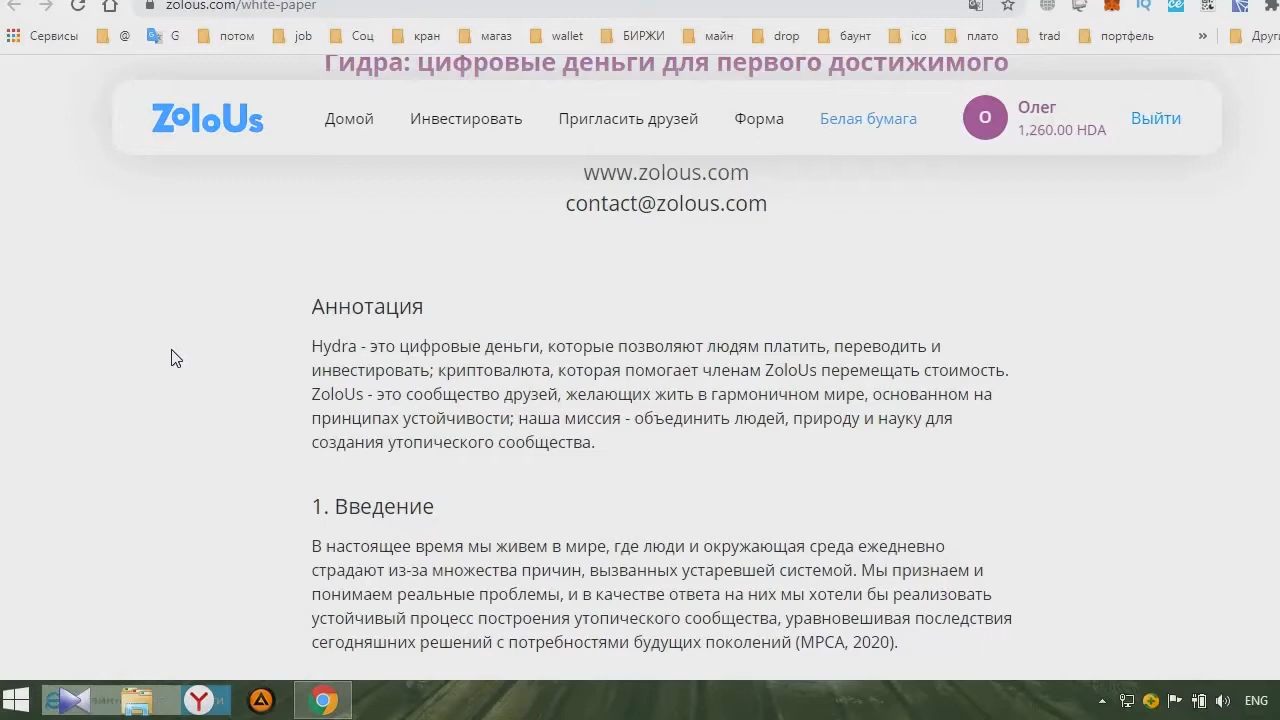 zolous.com/white-paper
Сервисы @ G потом job Соц кран магаз wallet БИРЖИ майн drop баунт ico плато trad портфель » Други
Гидра: цифровые деньги для первого достижимого
ZoloUs Домой Инвестировать Пригласить друзей Форма Белая бумага О Олег Выйти
1,260.00 HDA
www.zolous.com
contact@zolous.com
Аннотация
Hydra - это цифровые деньги, которые позволяют людям платить, переводить и
инвестировать; криптовалюта, которая помогает членам ZoloUs перемещать стоимость.
ZoloUs - это сообщество друзей, желающих жить в гармоничном мире, основанном на
принципах устойчивости; наша миссия - объединить людей, природу и науку для
создания утопического сообщества.
1. Введение
В настоящее время мы живем в мире, где люди и окружающая среда ежедневно
страдают из-за множества причин, вызванных устаревшей системой. Мы признаем и
понимаем реальные проблемы, и в качестве ответа на них мы хотели бы реализовать
устойчивый процесс построения утопического сообщества, уравновешивая последствия
сегодняшних решений с потребностями будущих поколений (MPCA, 2020).
ENG